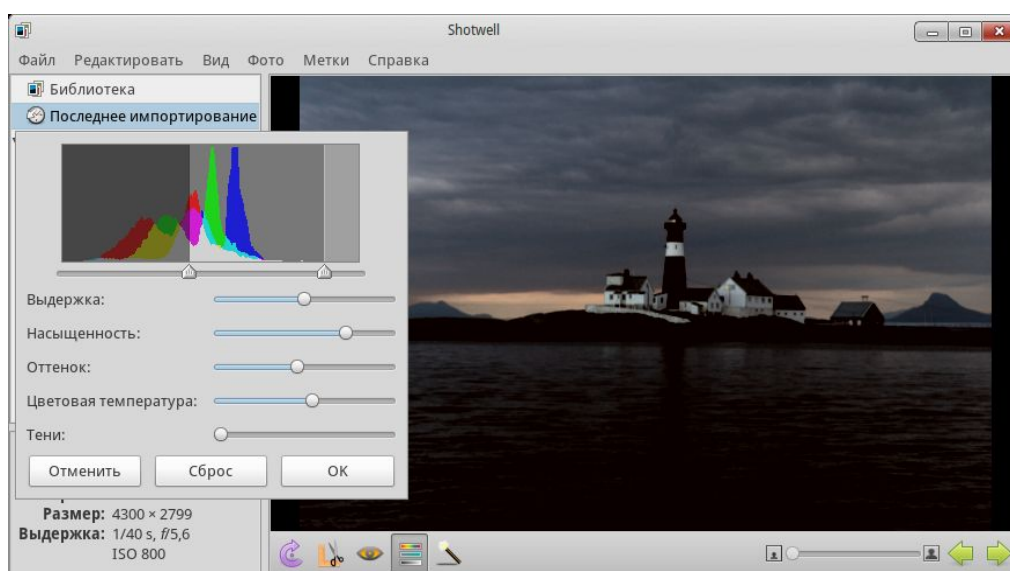 Shotwell
Файл Редактировать Вид Фото Метки Справка
Библиотека
Последнее импортирование
Выдержка:
Насыщенность:
Оттенок:
Цветовая температура:
Тени:
Отменить Сброс ОК
Размер: 4300 × 2799
Выдержка: 1/40 s, f/5,6
ISO 800